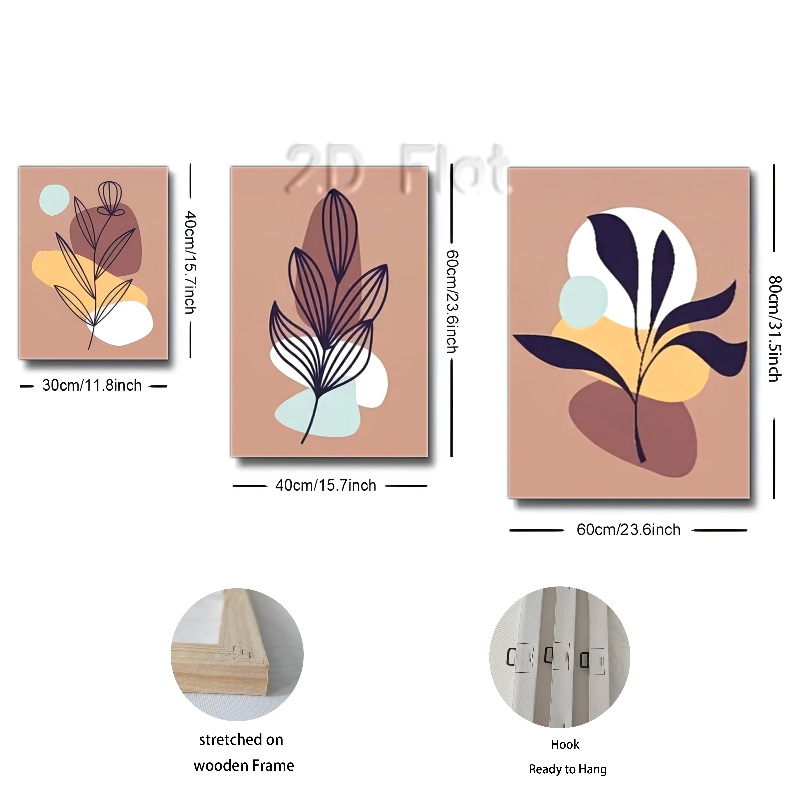 2D Flat
40cm/15.7inch
60cm/23.6inch
80cm/31.5inch
30cm/11.8inch
40cm/15.7inch
60cm/23.6inch
stretched on
wooden Frame
Hook
Ready to Hang